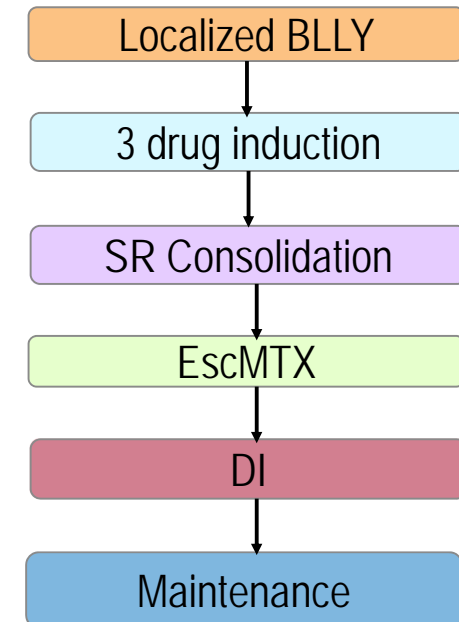 Localized BLLY
3 drug induction
SR Consolidation
EscMTX
DI
Maintenance